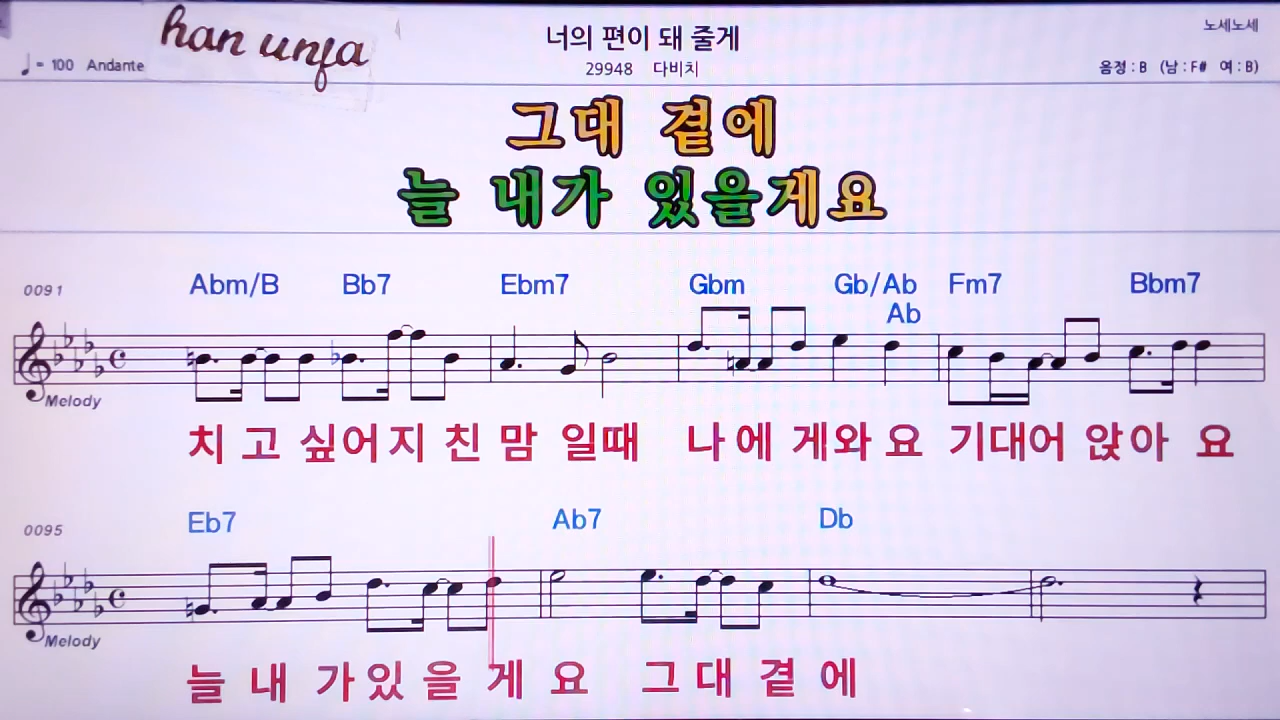 han unfa
너의 편이 돼 줄게
노세노세
♩ = 100 Andante
29948 다비치
음정 : B (남 : F# 여 : B)
그대 곁에
늘 내가 있을게요
0091 Abm/B Bb7 Ebm7 Gbm Gb/Ab Fm7 Bbm7
Ab
Melody
치 고 싶어지 친 맘 일때 나 에 게와 요 기대어 앉아 요
0095 Eb7 Ab7 Db
Melody
늘 내 가있 을 게 요 그 대 곁 에